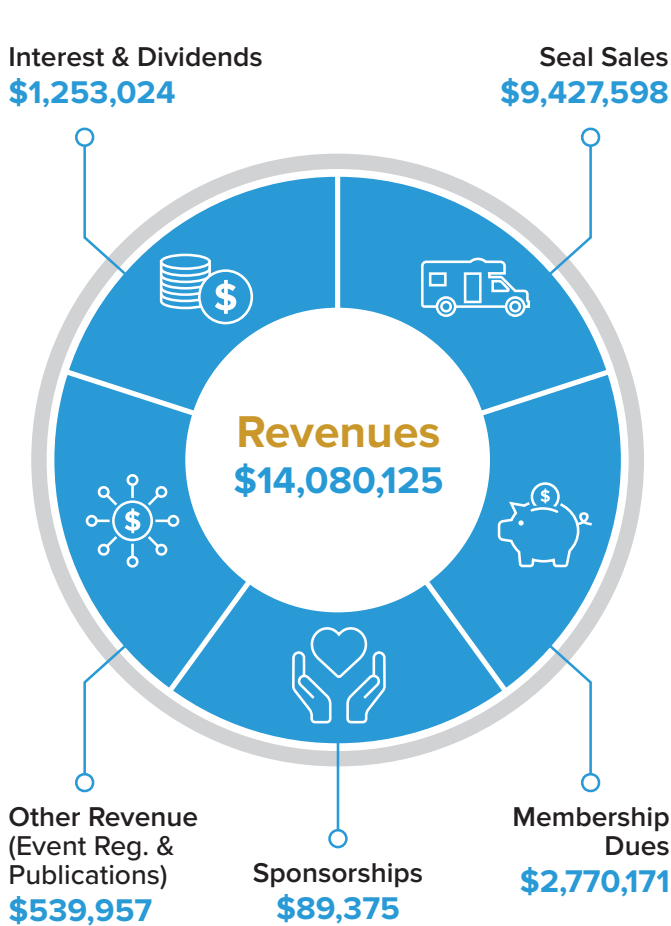 Interest & Dividends
$1,253,024
Seal Sales
$9,427,598
$
Revenues
$14,080,125
$
$
Other Revenue
(Event Reg. &
Publications)
$539,957
Sponsorships
$89,375
Membership
Dues
$2,770,171